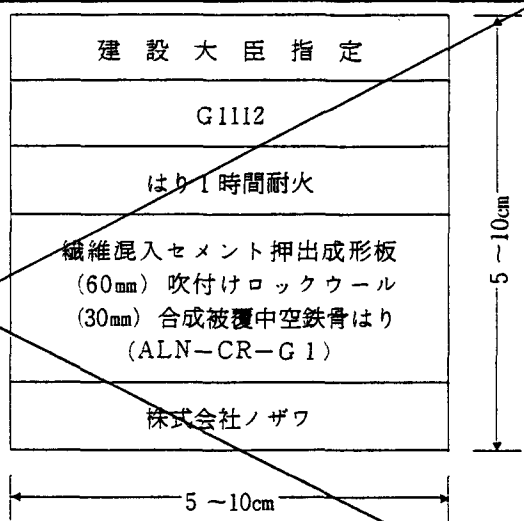 建設大臣指定
G1112
はり1時間耐火
繊維混入セメント押出成形板
(60mm) 吹付けロックウール
(30mm) 合成被覆中空鉄骨はり
(ALN-CR-G1)
株式会社ノザワ
5~10cm
5~10cm